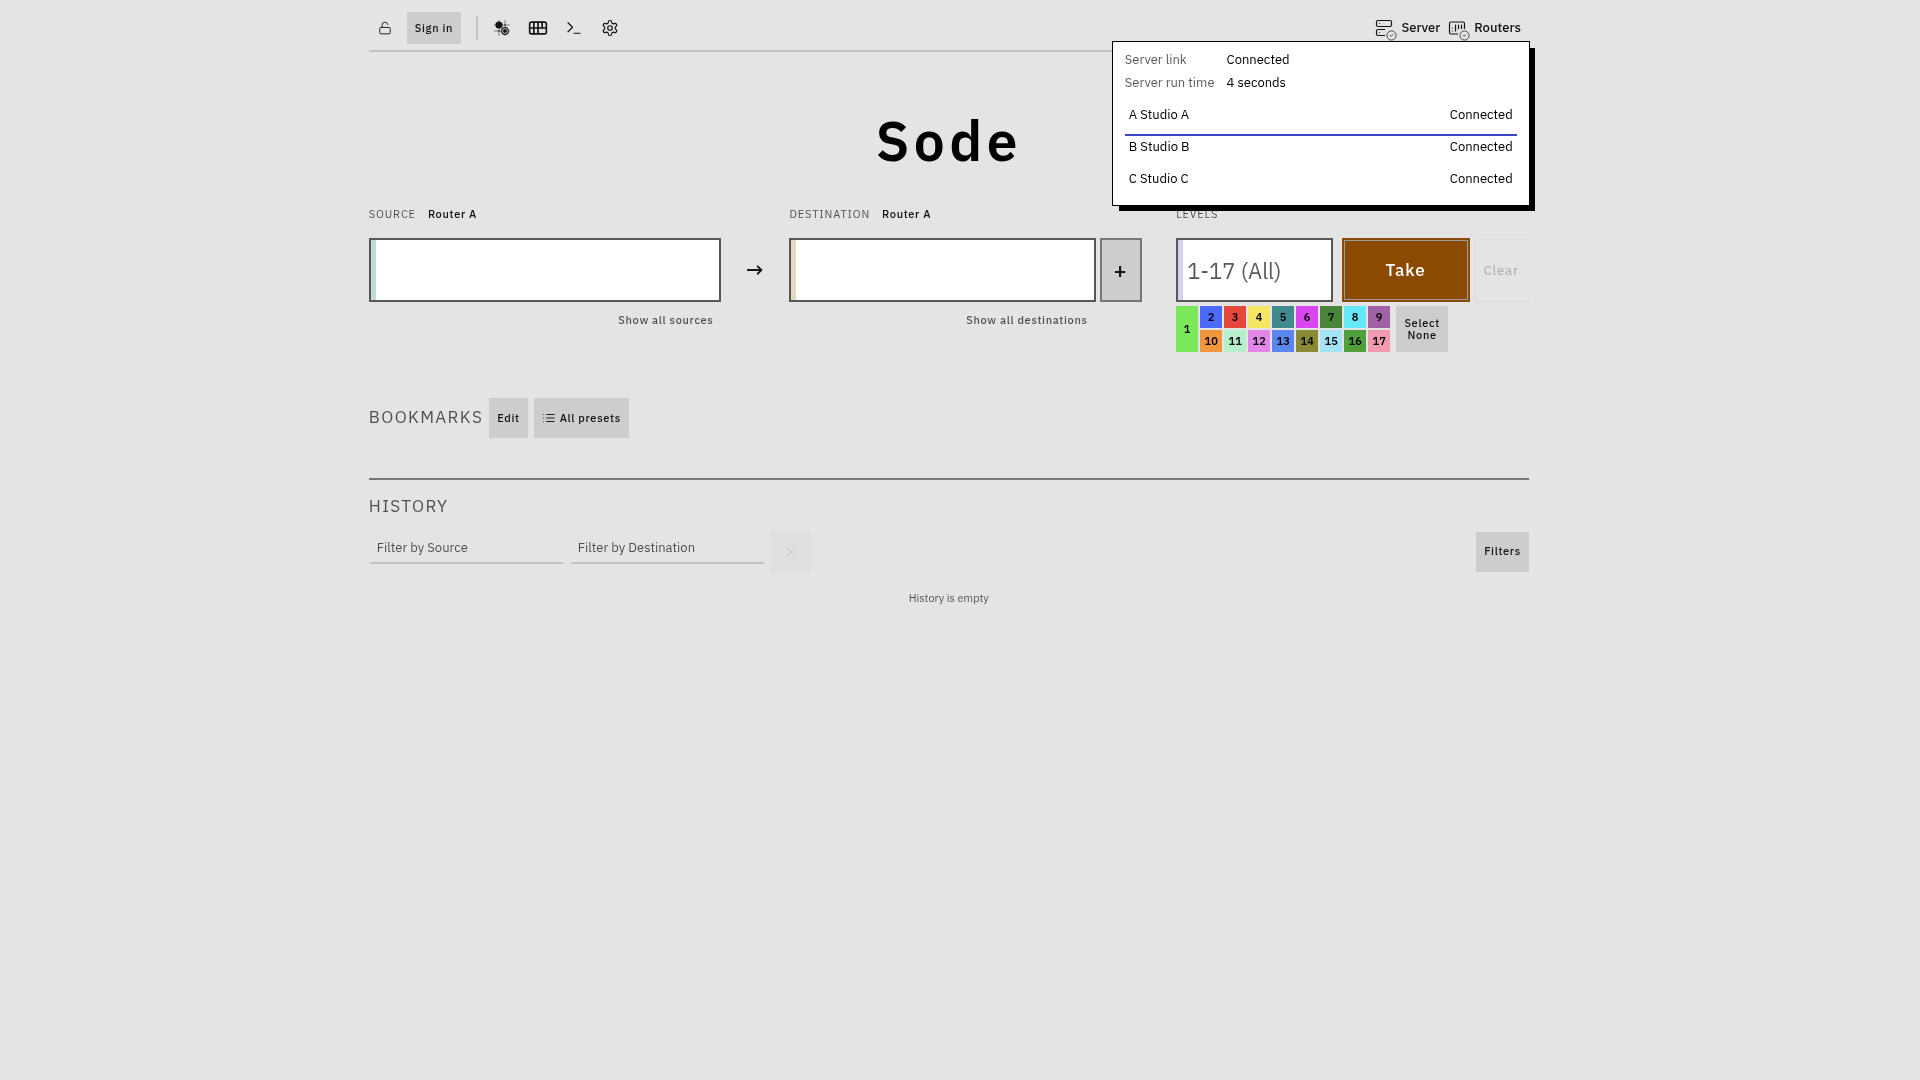 Sign in
Server Routers
Server link Connected
Server run time 4 seconds
A Studio A Connected
B Studio B Connected
C Studio C Connected
Sode
SOURCE Router A
DESTINATION Router A
LEVELS
→
+
1-17 (All)
Take
Clear
Show all sources
Show all destinations
1
2 3 4 5 6 7 8 9
10 11 12 13 14 15 16 17
Select
None
BOOKMARKS Edit All presets
HISTORY
Filter by Source Filter by Destination Filters
History is empty